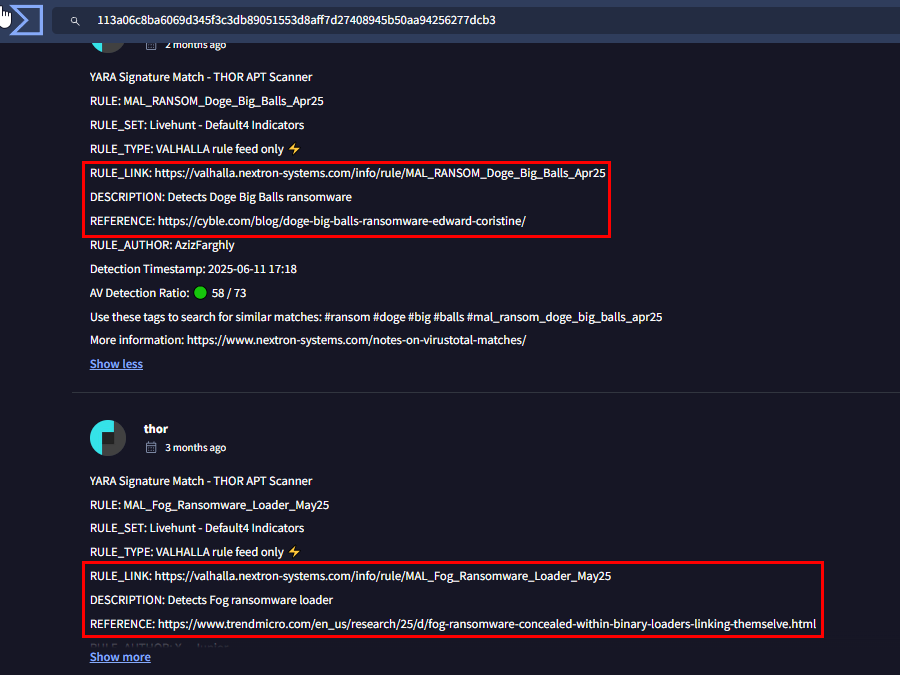 113a06c8ba6069d345f3c3db89051553d8aff7d27408945b50aa94256277dcb3
2 months ago
YARA Signature Match - THOR APT Scanner
RULE: MAL_RANSOM_Doge_Big_Balls_Apr25
RULE_SET: Livehunt - Default4 Indicators
RULE_TYPE: VALHALLA rule feed only ⚡
RULE_LINK: https://valhalla.nextron-systems.com/info/rule/MAL_RANSOM_Doge_Big_Balls_Apr25
DESCRIPTION: Detects Doge Big Balls ransomware
REFERENCE: https://cyble.com/blog/doge-big-balls-ransomware-edward-coristine/
RULE_AUTHOR: AzizFarghly
Detection Timestamp: 2025-06-11 17:18
AV Detection Ratio: 🟢 58 / 73
Use these tags to search for similar matches: #ransom #doge #big #balls #mal_ransom_doge_big_balls_apr25
More information: https://www.nextron-systems.com/notes-on-virustotal-matches/
Show less
thor
3 months ago
YARA Signature Match - THOR APT Scanner
RULE: MAL_Fog_Ransomware_Loader_May25
RULE_SET: Livehunt - Default4 Indicators
RULE_TYPE: VALHALLA rule feed only ⚡
RULE_LINK: https://valhalla.nextron-systems.com/info/rule/MAL_Fog_Ransomware_Loader_May25
DESCRIPTION: Detects Fog ransomware loader
REFERENCE: https://www.trendmicro.com/en_us/research/25/d/fog-ransomware-concealed-within-binary-loaders-linking-themselve.html
Show more